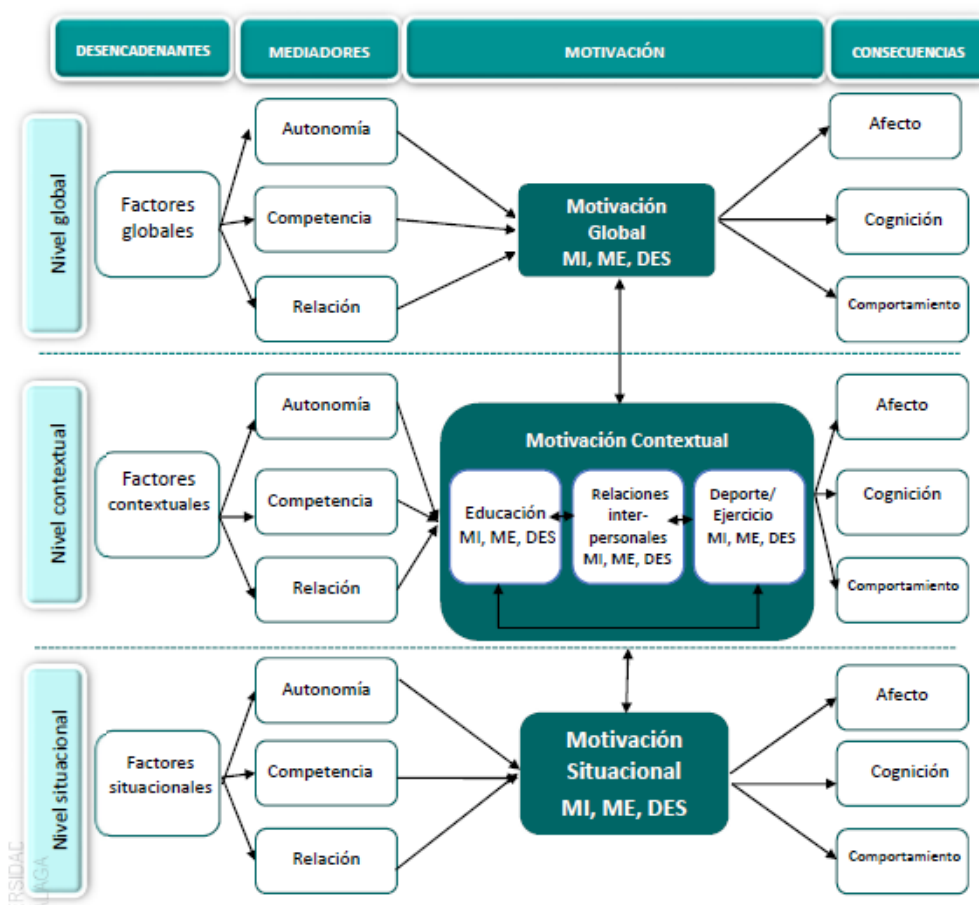 DESENCADENANTES
MEDIADORES
MOTIVACIÓN
CONSECUENCIAS
Nivel global
Factores
globales
Autonomía
Competencia
Relación
Motivación
Global
MI, ME, DES
Afecto
Cognición
Comportamiento
Nivel contextual
Factores
contextuales
Autonomía
Competencia
Relación
Motivación Contextual
Educación
MI, ME, DES
Relaciones
inter-
personales
MI, ME, DES
Deporte/
Ejercicio
MI, ME, DES
Afecto
Cognición
Comportamiento
Nivel situacional
Factores
situacionales
Autonomía
Competencia
Relación
Motivación
Situacional
MI, ME, DES
Afecto
Cognición
Comportamiento